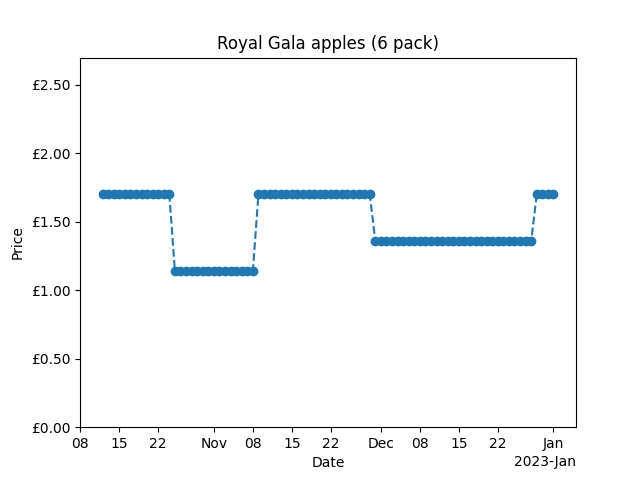 Royal Gala apples (6 pack)
£2.50
£2.00
£1.50
£1.00
£0.50
£0.00
Price
08 15 22 Nov 08 15 22 Dec 08 15 22 Jan
2023-Jan
Date